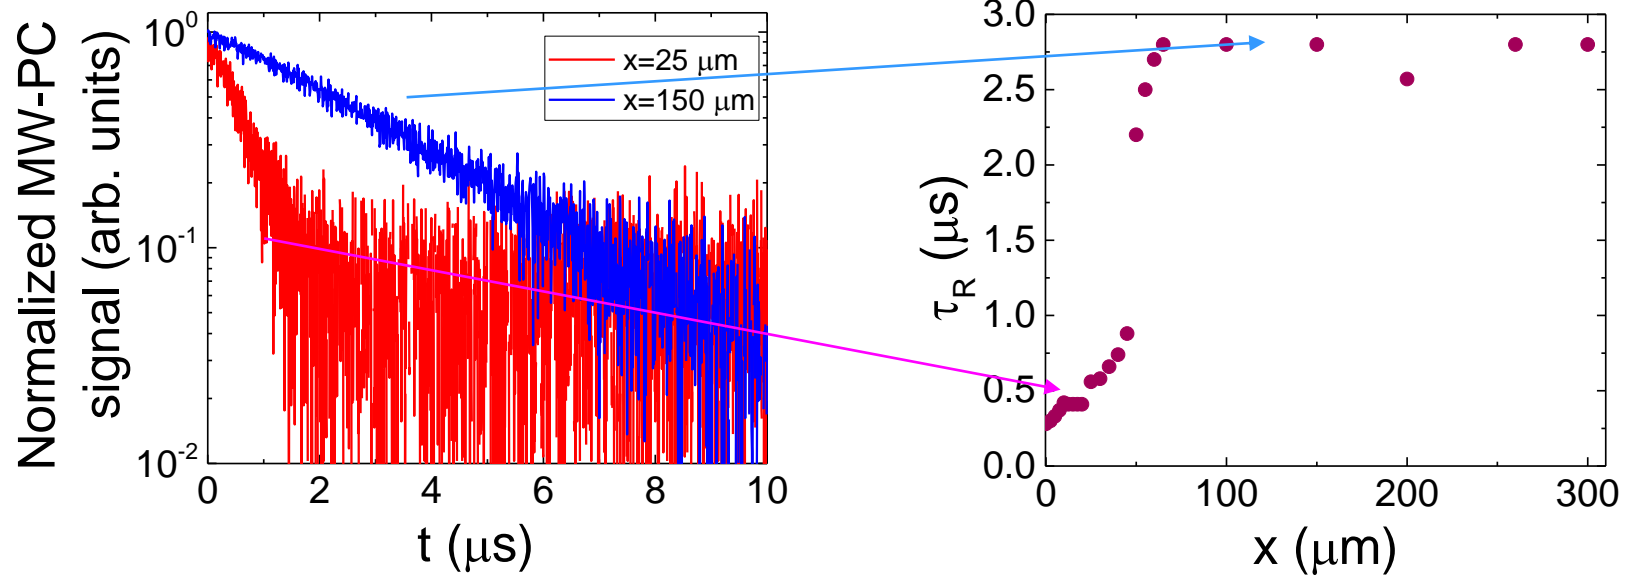 Normalized MW-PC
signal (arb. units)
10⁰
10⁻¹
10⁻²
x=25 μm
x=150 μm
0 2 4 6 8 10
t (μs)
τR (μs)
3.0
2.5
2.0
1.5
1.0
0.5
0.0
0 100 200 300
x (μm)